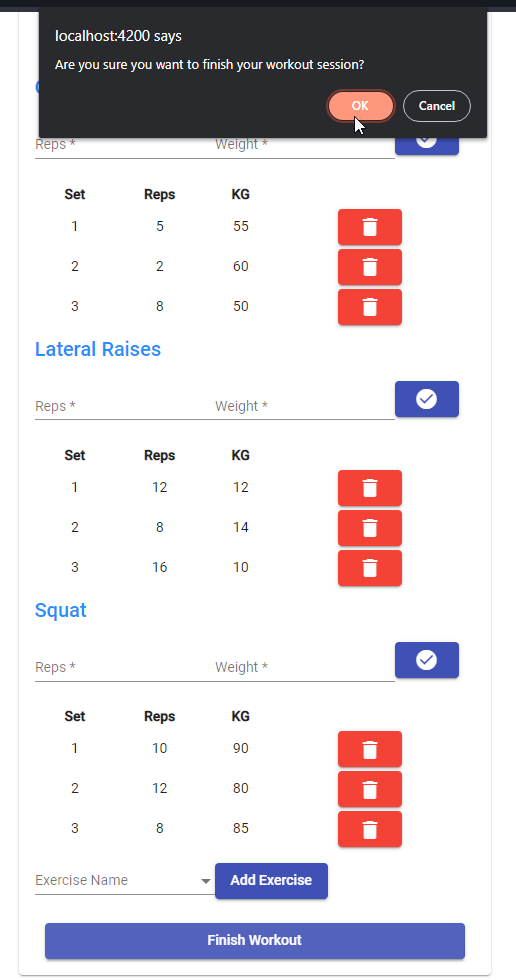 localhost:4200 says
Are you sure you want to finish your workout session?
OK Cancel
Reps * Weight *
Set Reps KG
1 5 55
2 2 60
3 8 50
Lateral Raises
Reps * Weight *
Set Reps KG
1 12 12
2 8 14
3 16 10
Squat
Reps * Weight *
Set Reps KG
1 10 90
2 12 80
3 8 85
Exercise Name Add Exercise
Finish Workout